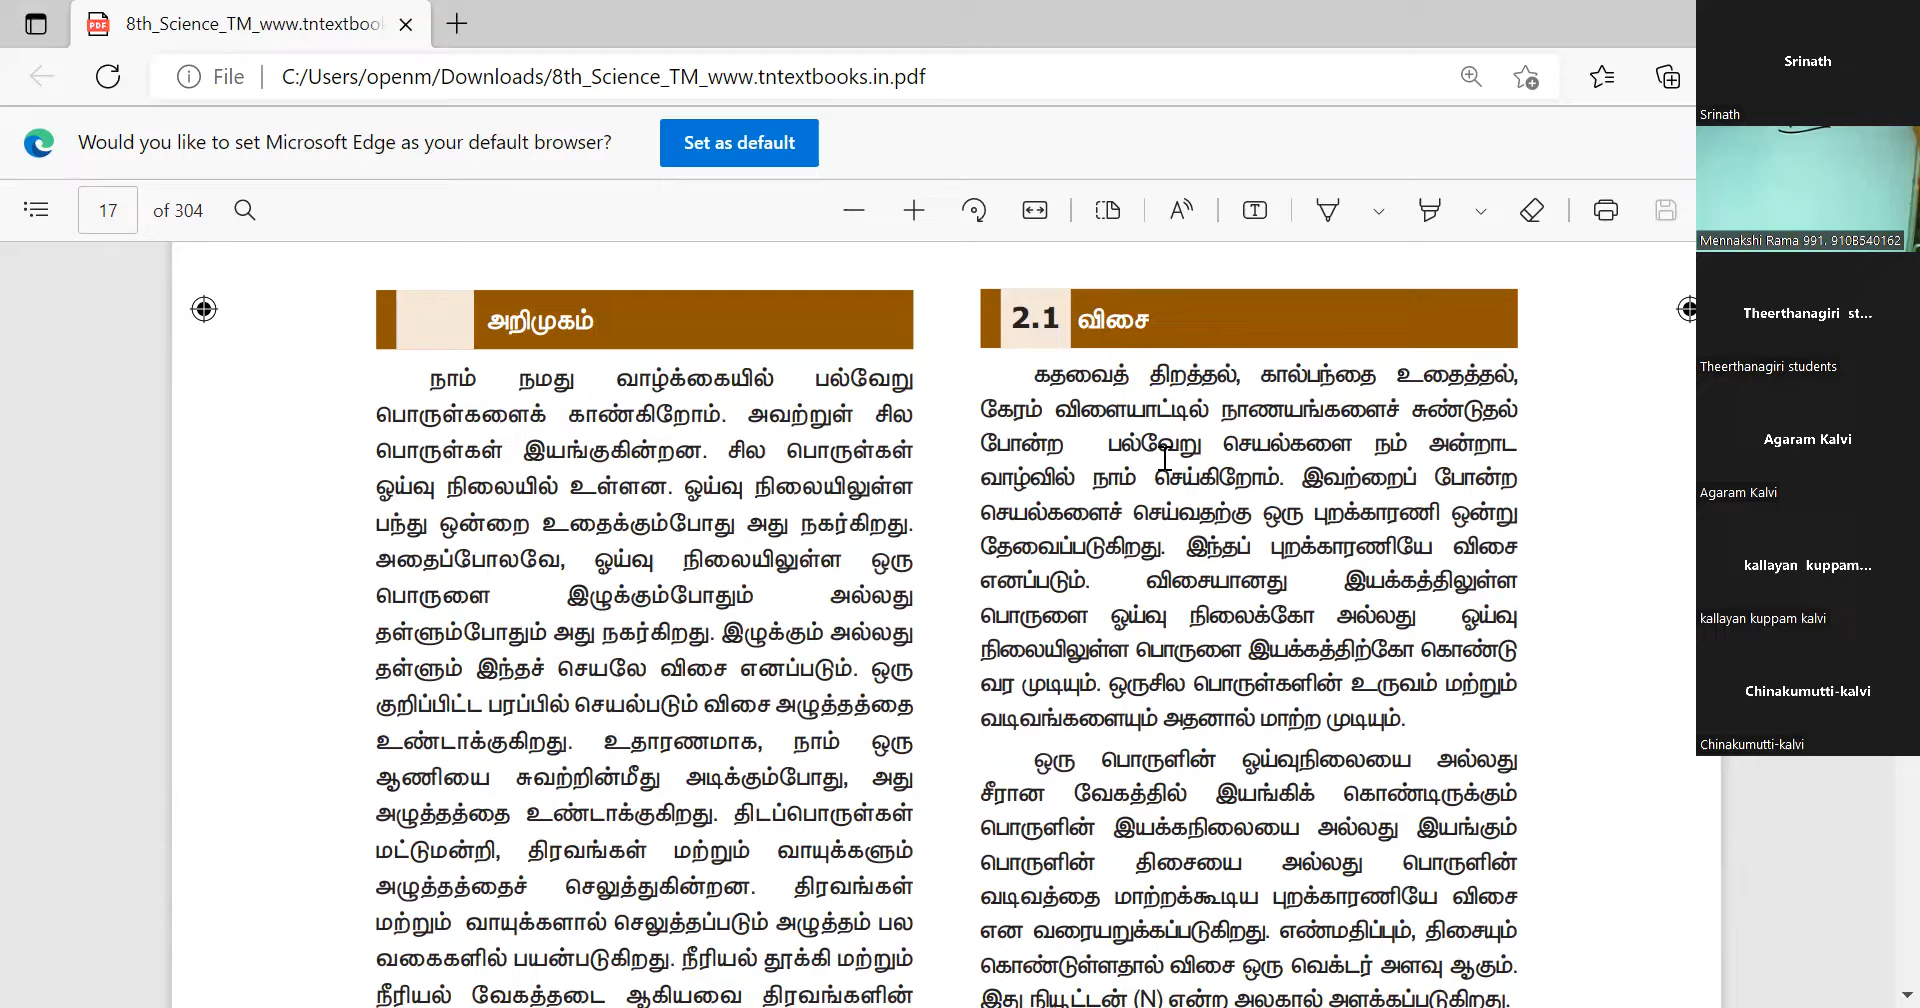 8th_Science_TM_www.tntextboo
File
C:/Users/openm/Downloads/8th_Science_TM_www.tntextbooks.in.pdf
Would you like to set Microsoft Edge as your default browser?
Set as default
17 of 304
அறிமுகம்
நாம் நமது வாழ்க்கையில் பல்வேறு
பொருள்களைக் காண்கிறோம். அவற்றுள் சில
பொருள்கள் இயங்குகின்றன. சில பொருள்கள்
ஓய்வு நிலையில் உள்ளன. ஓய்வு நிலையிலுள்ள
பந்து ஒன்றை உதைக்கும்போது அது நகர்கிறது.
அதைப்போலவே, ஓய்வு நிலையிலுள்ள ஒரு
பொருளை இழுக்கும்போதும் அல்லது
தள்ளும்போதும் அது நகர்கிறது. இழுக்கும் அல்லது
தள்ளும் இந்தச் செயலே விசை எனப்படும். ஒரு
குறிப்பிட்ட பரப்பில் செயல்படும் விசை அழுத்தத்தை
உண்டாக்குகிறது. உதாரணமாக, நாம் ஒரு
ஆணியை சுவற்றின்மீது அடிக்கும்போது, அது
அழுத்தத்தை உண்டாக்குகிறது. திடப்பொருள்கள்
மட்டுமன்றி, திரவங்கள் மற்றும் வாயுக்களும்
அழுத்தத்தைச் செலுத்துகின்றன. திரவங்கள்
மற்றும் வாயுக்களால் செலுத்தப்படும் அழுத்தம் பல
வகைகளில் பயன்படுகிறது. நீரியல் தூக்கி மற்றும்
நீரியல் வேகத்தடை ஆகியவை திரவங்களின்
2.1 விசை
கதவைத் திறத்தல், கால்பந்தை உதைத்தல்,
கேரம் விளையாட்டில் நாணயங்களைச் சுண்டுதல்
போன்ற பல்வேறு செயல்களை நம் அன்றாட
வாழ்வில் நாம் செய்கிறோம். இவற்றைப் போன்ற
செயல்களைச் செய்வதற்கு ஒரு புறக்காரணி ஒன்று
தேவைப்படுகிறது. இந்தப் புறக்காரணியே விசை
எனப்படும். விசையானது இயக்கத்திலுள்ள
பொருளை ஓய்வு நிலைக்கோ அல்லது ஓய்வு
நிலையிலுள்ள பொருளை இயக்கத்திற்கோ கொண்டு
வர முடியும். ஒருசில பொருள்களின் உருவம் மற்றும்
வடிவங்களையும் அதனால் மாற்ற முடியும்.
ஒரு பொருளின் ஓய்வுநிலையை அல்லது
சீரான வேகத்தில் இயங்கிக் கொண்டிருக்கும்
பொருளின் இயக்கநிலையை அல்லது இயங்கும்
பொருளின் திசையை அல்லது பொருளின்
வடிவத்தை மாற்றக்கூடிய புறக்காரணியே விசை
என வரையறுக்கப்படுகிறது. எண்மதிப்பும், திசையும்
கொண்டுள்ளதால் விசை ஒரு வெக்டர் அளவு ஆகும்.
இது நியூட்டன் (N) என்ற அலகால் அளக்கப்படுகிறது.
Srinath
Srinath
Mennakshi Rama 991. 910B540162
Theerthanagiri st...
Theerthanagiri students
Agaram Kalvi
Agaram Kalvi
kallayan kuppam...
kallayan kuppam kalvi
Chinakumutti-kalvi
Chinakumutti-kalvi